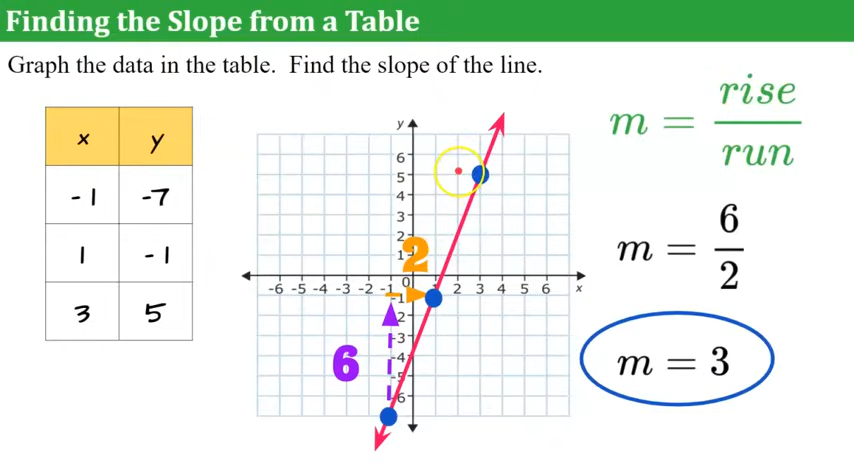 Finding the Slope from a Table
Graph the data in the table. Find the slope of the line.
x y
-1 -7
1 -1
3 5
y
6
5
4
3
2
1
0
-6 -5 -4 -3 -2 -1 2 3 4 5 6 x
-1
-2
-3
-4
-5
-6
2
6
m = rise/run
m = 6/2
m = 3